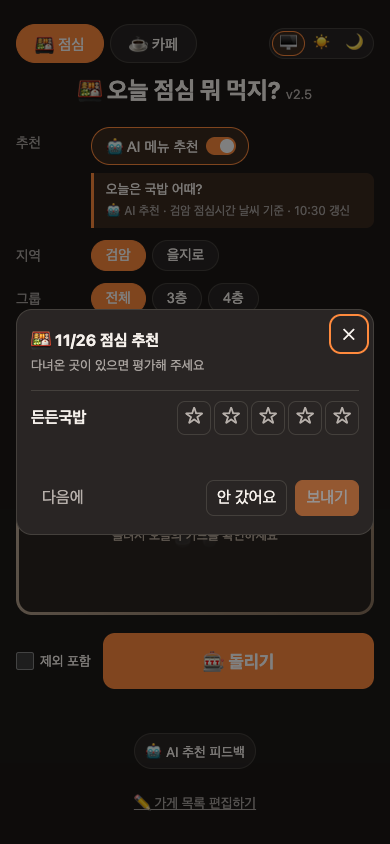 🍱 점심
☕ 카페
🍱 오늘 점심 뭐 먹지? v2.5
추천
🤖 AI 메뉴 추천
오늘은 국밥 어때?
🤖 AI 추천 · 검암 점심시간 날씨 기준 · 10:30 갱신
지역
검암
을지로
그룹
전체
3층
4층
🍱 11/26 점심 추천
다녀온 곳이 있으면 평가해 주세요
든든국밥
다음에
안 갔어요
보내기
제외 포함
🎰 돌리기
🤖 AI 추천 피드백
✏️ 가게 목록 편집하기